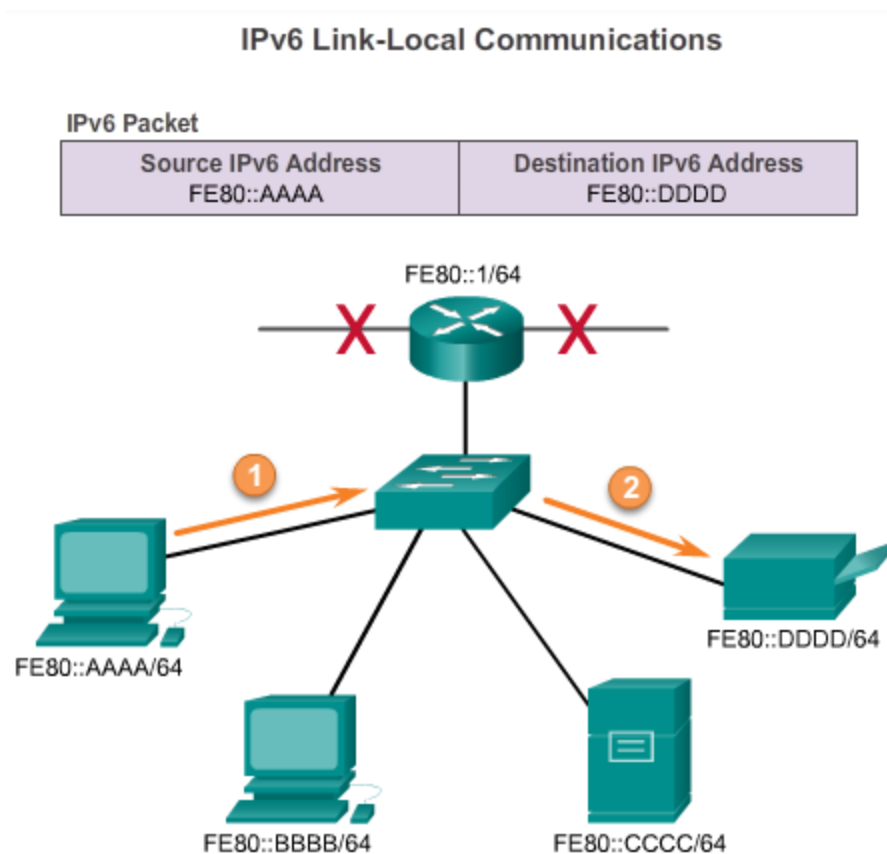 IPv6 Link-Local Communications
IPv6 Packet
Source IPv6 Address
FE80::AAAA
Destination IPv6 Address
FE80::DDDD
FE80::1/64
1
2
FE80::AAAA/64
FE80::DDDD/64
FE80::BBBB/64
FE80::CCCC/64